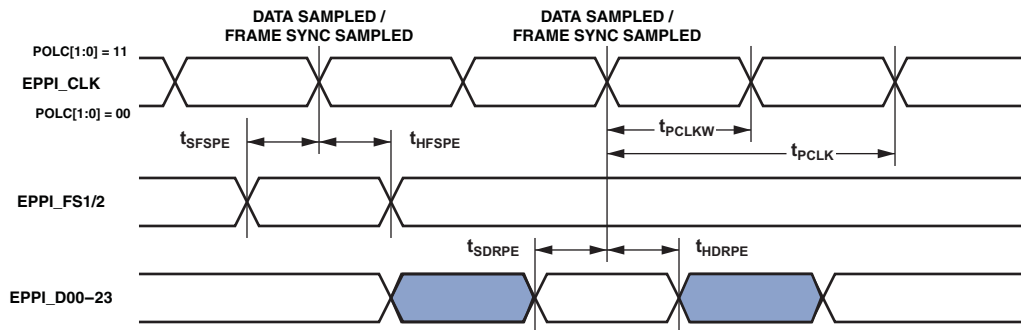 DATA SAMPLED /
FRAME SYNC SAMPLED
DATA SAMPLED /
FRAME SYNC SAMPLED
POLC[1:0] = 11
EPPI_CLK
POLC[1:0] = 00
tSFSPE
tHFSPE
tPCLKW
tPCLK
EPPI_FS1/2
tSDRPE
tHDRPE
EPPI_D00–23